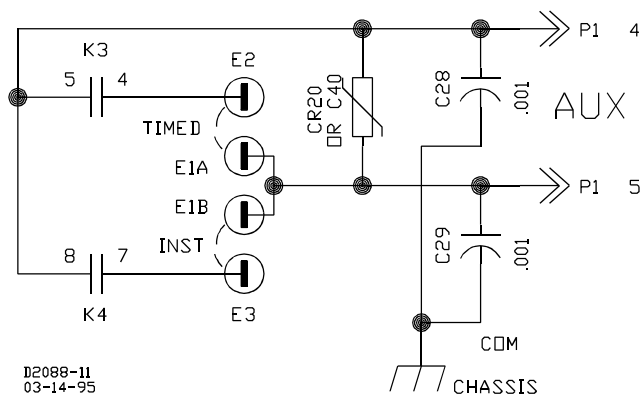 P1 4
K3
5 4
E2
TIMED
E1A
CR20
OR C40
C28
.001
AUX
E1B
P1 5
INST
8 7
K4
E3
C29
.001
COM
CHASSIS
D2088-11
03-14-95